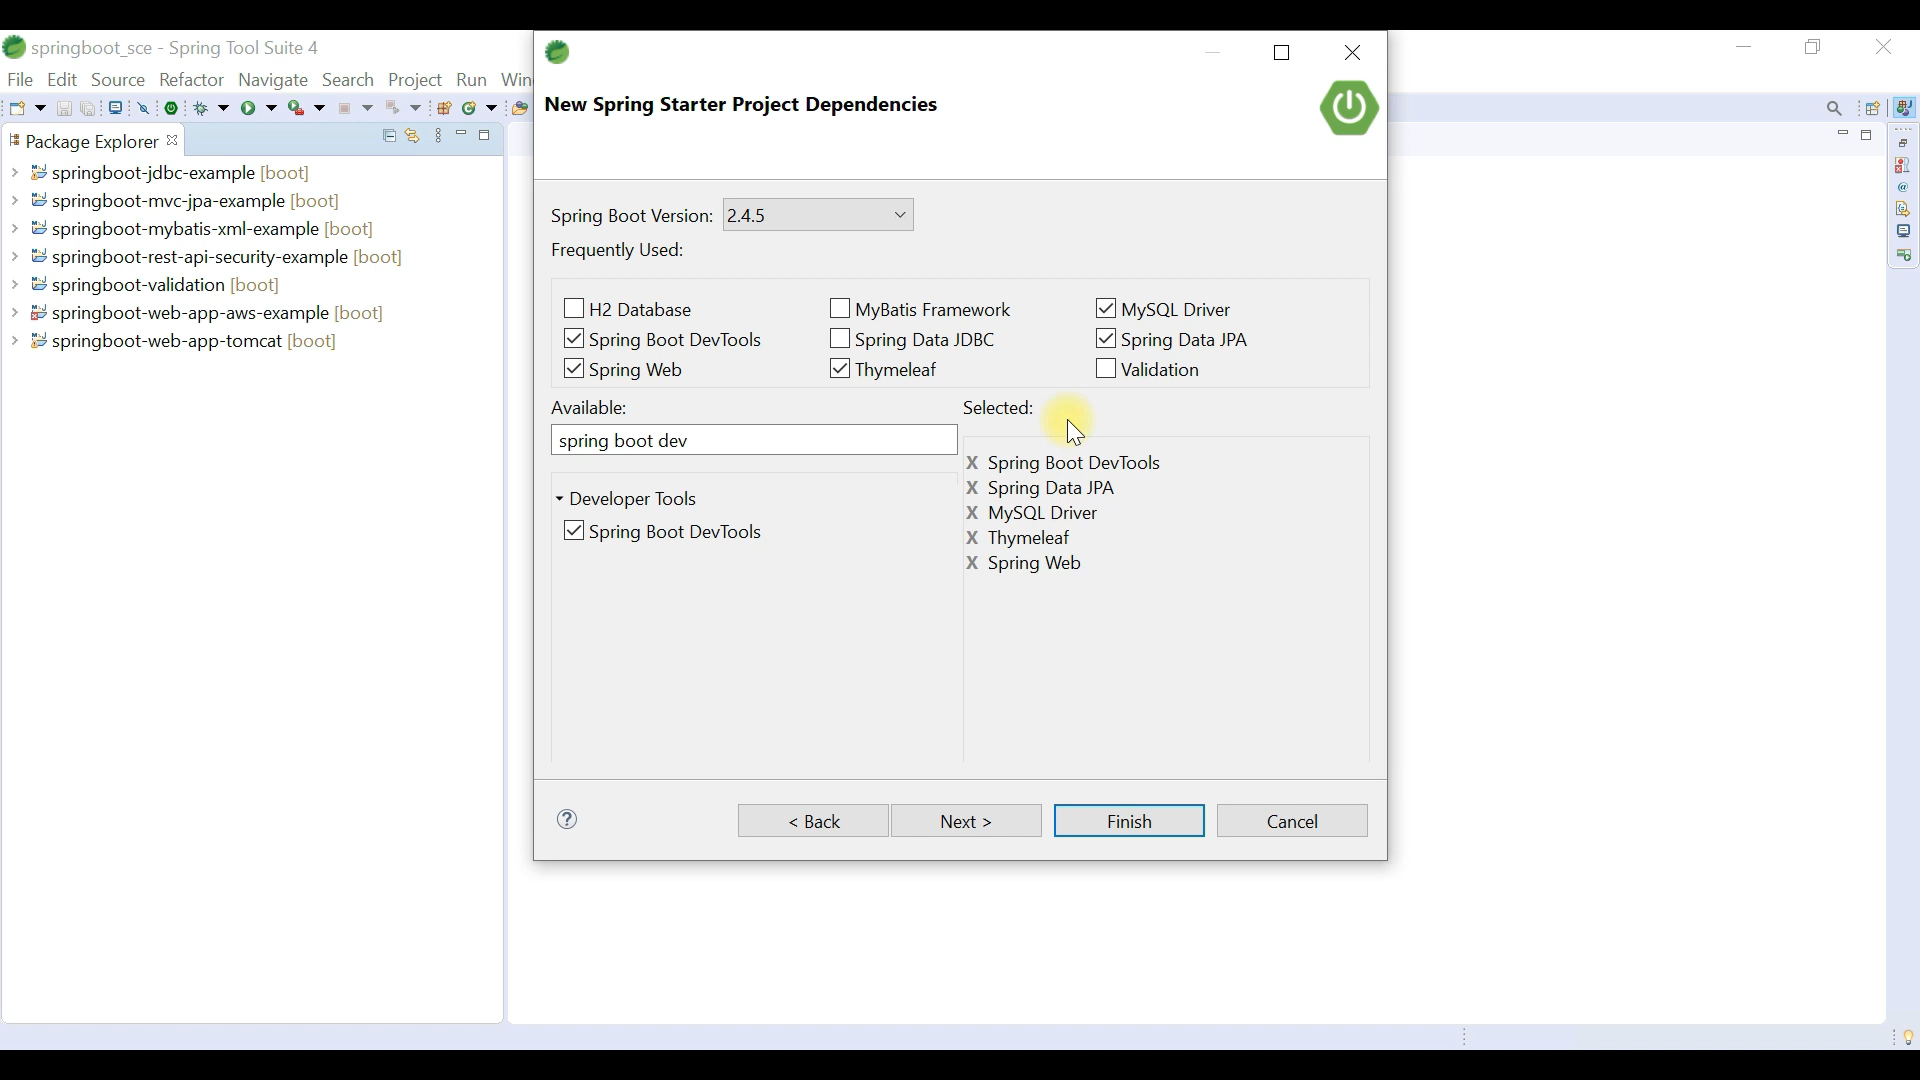 springboot_sce - Spring Tool Suite 4
File Edit Source Refactor Navigate Search Project Run
Package Explorer
springboot-jdbc-example [boot]
springboot-mvc-jpa-example [boot]
springboot-mybatis-xml-example [boot]
springboot-rest-api-security-example [boot]
springboot-validation [boot]
springboot-web-app-aws-example [boot]
springboot-web-app-tomcat [boot]
New Spring Starter Project Dependencies
Spring Boot Version: 2.4.5
Frequently Used:
H2 Database MyBatis Framework MySQL Driver
Spring Boot DevTools Spring Data JDBC Spring Data JPA
Spring Web Thymeleaf Validation
Available:
spring boot dev
Developer Tools
Spring Boot DevTools
Selected:
X Spring Boot DevTools
X Spring Data JPA
X MySQL Driver
X Thymeleaf
X Spring Web
? < Back Next > Finish Cancel